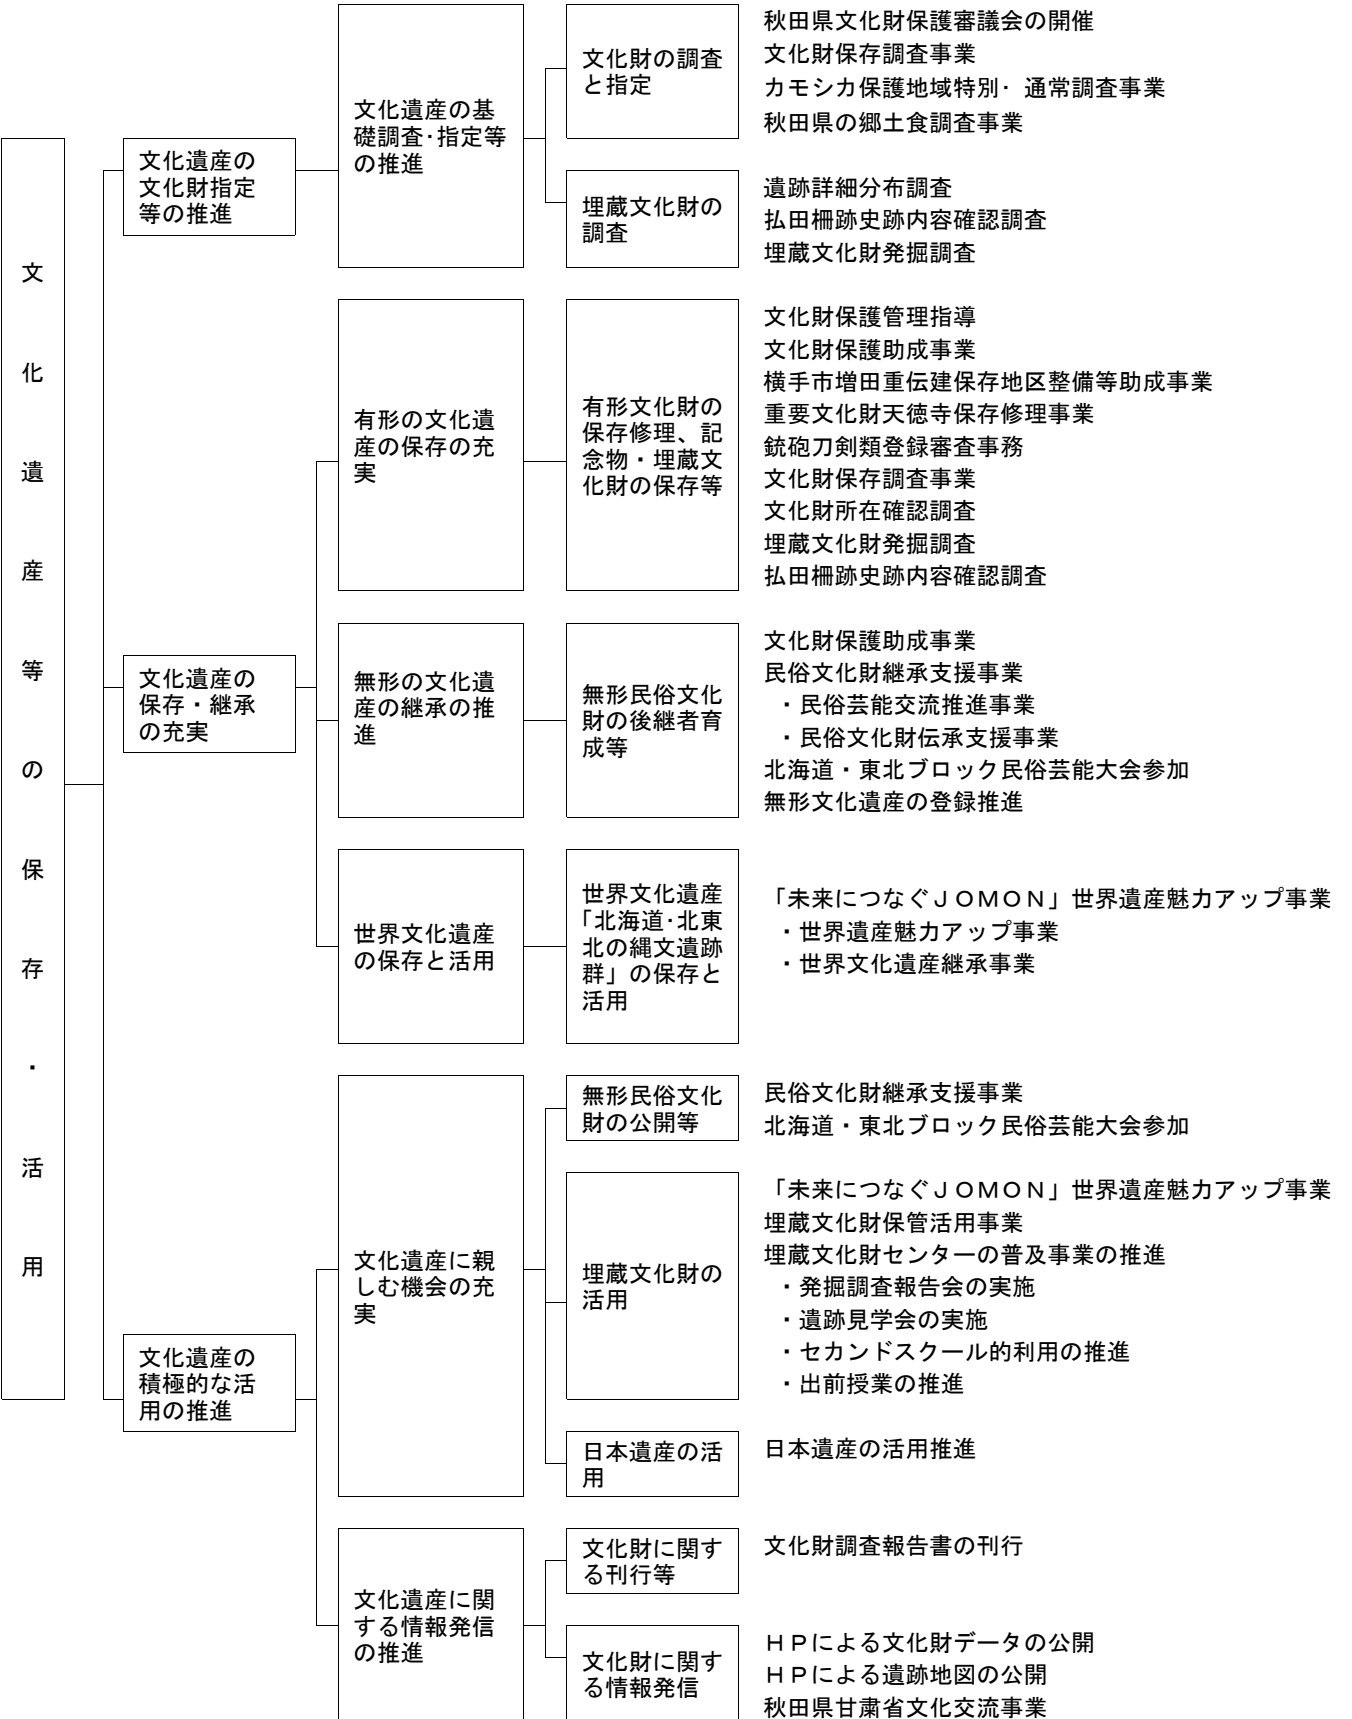 文化遺産等の保存・活用
文化遺産の
文化財指定
等の推進
文化遺産の基
礎調査･指定等
の推進
文化財の調査
と指定
秋田県文化財保護審議会の開催
文化財保存調査事業
カモシカ保護地域特別･ 通常調査事業
秋田県の郷土食調査事業
埋蔵文化財の
調査
遺跡詳細分布調査
払田柵跡史跡内容確認調査
埋蔵文化財発掘調査
文化遺産の
保存・継承
の充実
有形の文化遺
産の保存の充
実
有形文化財の
保存修理、記
念物・埋蔵文
化財の保存等
文化財保護管理指導
文化財保護助成事業
横手市増田重伝建保存地区整備等助成事業
重要文化財天徳寺保存修理事業
銃砲刀剣類登録審査事務
文化財保存調査事業
文化財所在確認調査
埋蔵文化財発掘調査
払田柵跡史跡内容確認調査
無形の文化遺
産の継承の推
進
無形民俗文化
財の後継者育
成等
文化財保護助成事業
民俗文化財継承支援事業
・民俗芸能交流推進事業
・民俗文化財伝承支援事業
北海道・東北ブロック民俗芸能大会参加
無形文化遺産の登録推進
世界文化遺産
の保存と活用
世界文化遺産
「北海道･北東
北の縄文遺跡
群」の保存と
活用
「未来につなぐＪＯＭＯＮ」世界遺産魅力アップ事業
・世界遺産魅力アップ事業
・世界文化遺産継承事業
文化遺産の
積極的な活
用の推進
文化遺産に親
しむ機会の充
実
無形民俗文化
財の公開等
民俗文化財継承支援事業
北海道・東北ブロック民俗芸能大会参加
埋蔵文化財の
活用
「未来につなぐＪＯＭＯＮ」世界遺産魅力アップ事業
埋蔵文化財保管活用事業
埋蔵文化財センターの普及事業の推進
・発掘調査報告会の実施
・遺跡見学会の実施
・セカンドスクール的利用の推進
・出前授業の推進
日本遺産の活
用
日本遺産の活用推進
文化遺産に関
する情報発信
の推進
文化財に関す
る刊行等
文化財調査報告書の刊行
文化財に関す
る情報発信
ＨＰによる文化財データの公開
ＨＰによる遺跡地図の公開
秋田県甘粛省文化交流事業